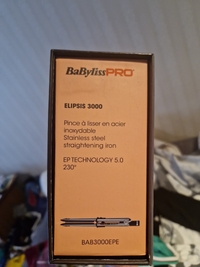 BaBylissPRO®
ELIPSIS 3000
Pince à lisser en acier
inoxydable
Stainless steel
straightening iron
EP TECHNOLOGY 5.0
230°
BAB3000EPE